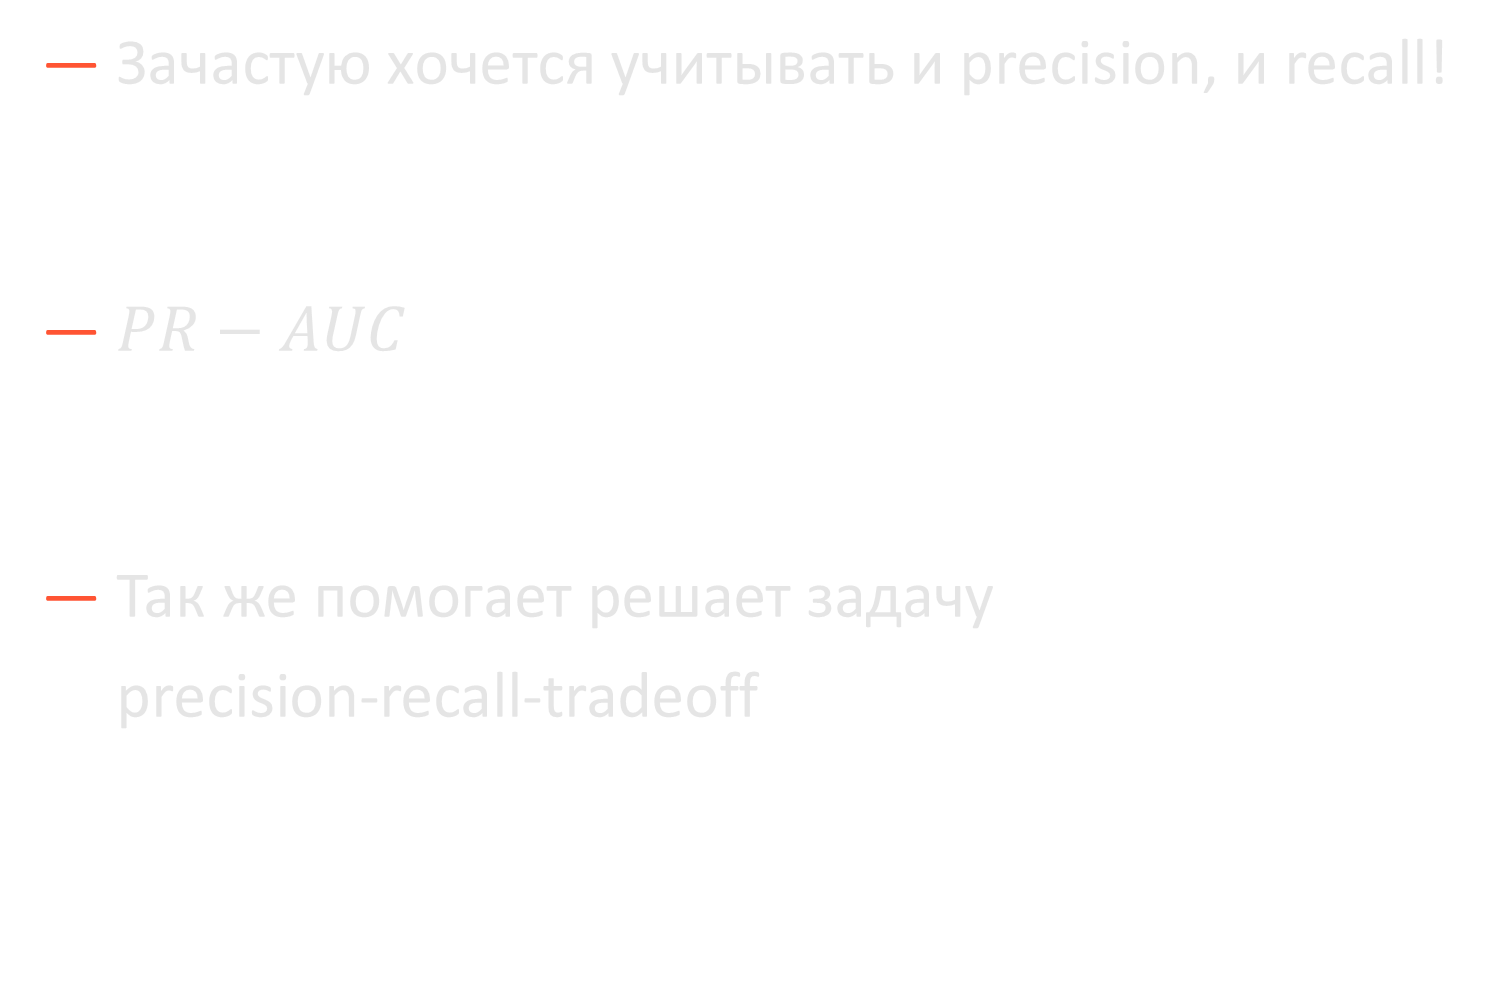 — Зачастую хочется учитывать и precision, и recall!
— PR − AUC
— Так же помогает решает задачу
precision-recall-tradeoff